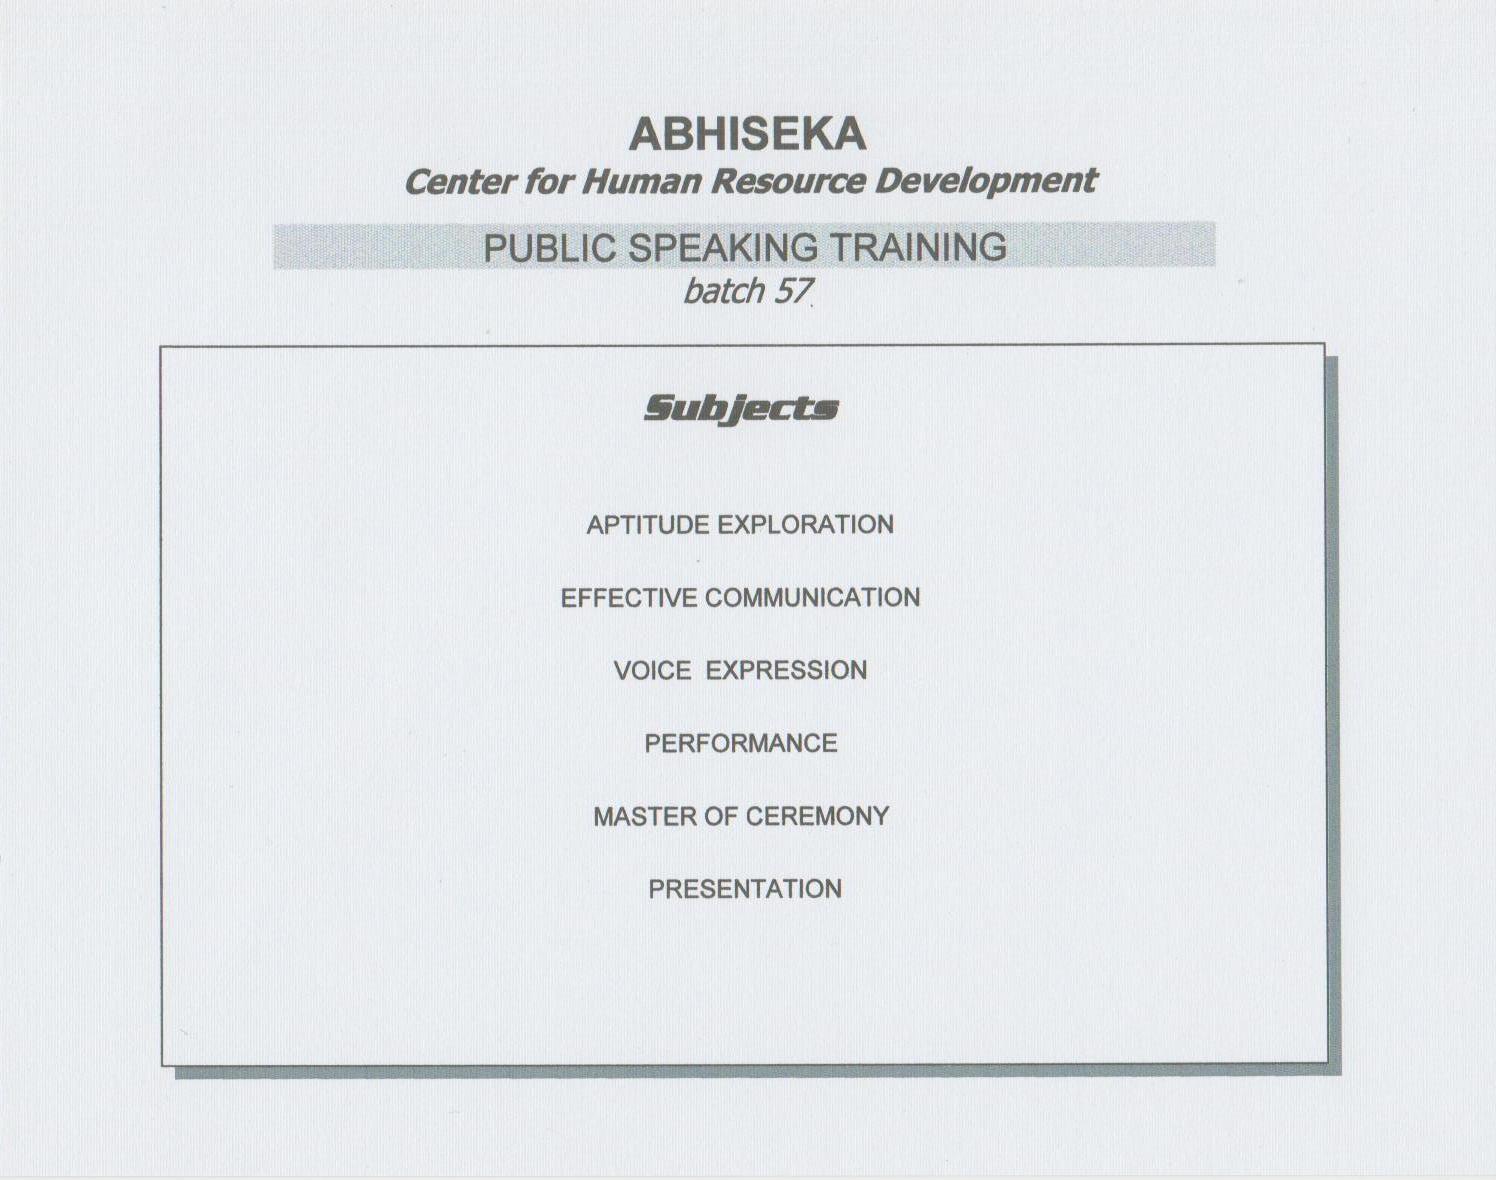 ABHISEKA
Center for Human Resource Development
PUBLIC SPEAKING TRAINING
batch 57
Subjects
APTITUDE EXPLORATION
EFFECTIVE COMMUNICATION
VOICE EXPRESSION
PERFORMANCE
MASTER OF CEREMONY
PRESENTATION